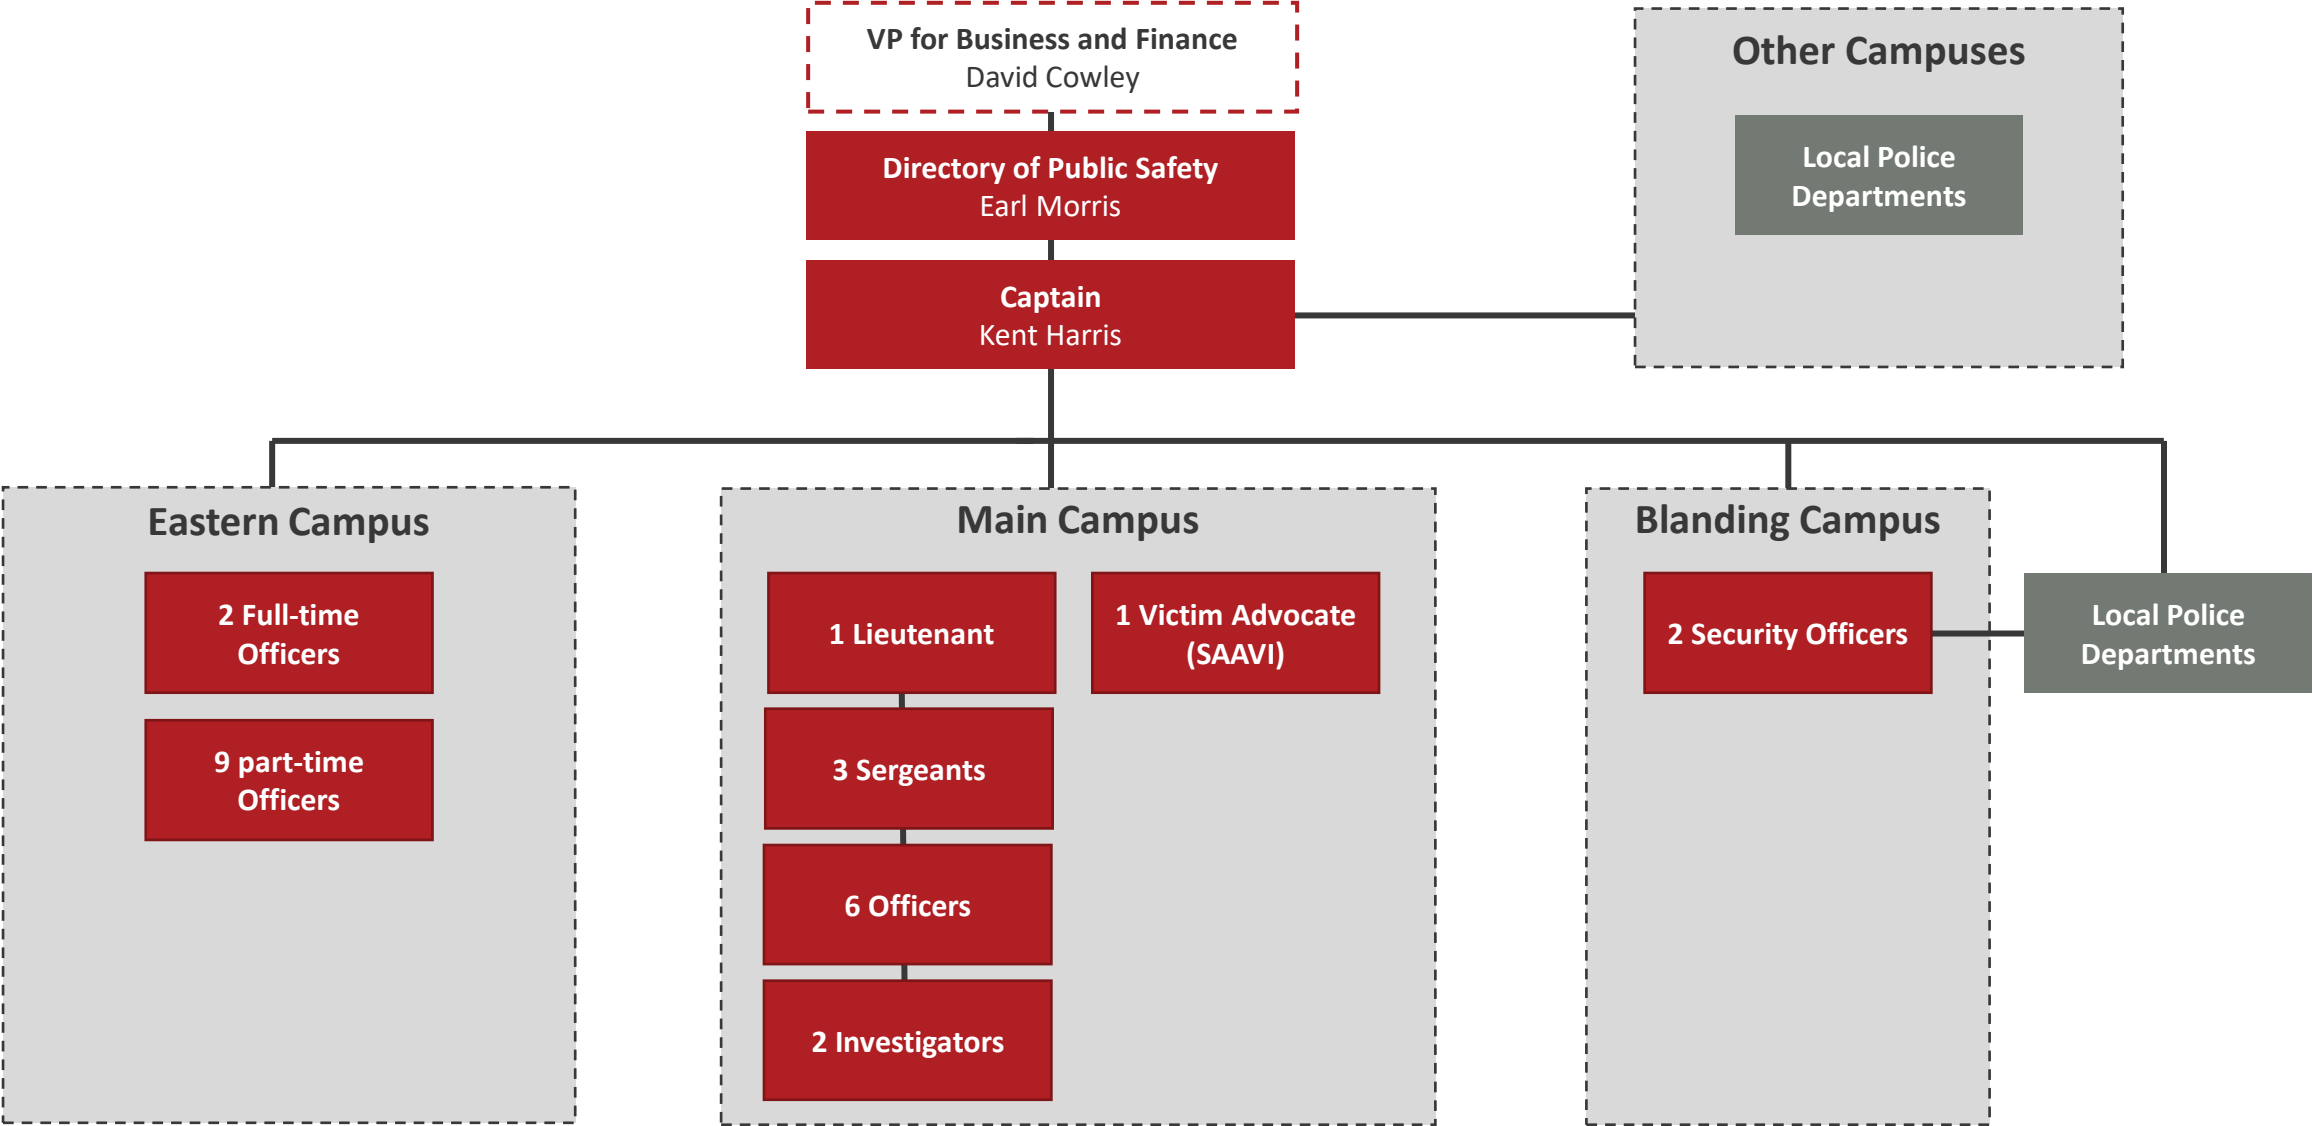 VP for Business and Finance
David Cowley
Other Campuses
Local Police
Departments
Directory of Public Safety
Earl Morris
Captain
Kent Harris
Eastern Campus
2 Full-time
Officers
9 part-time
Officers
Main Campus
1 Lieutenant
3 Sergeants
6 Officers
2 Investigators
1 Victim Advocate
(SAAVI)
Blanding Campus
2 Security Officers
Local Police
Departments